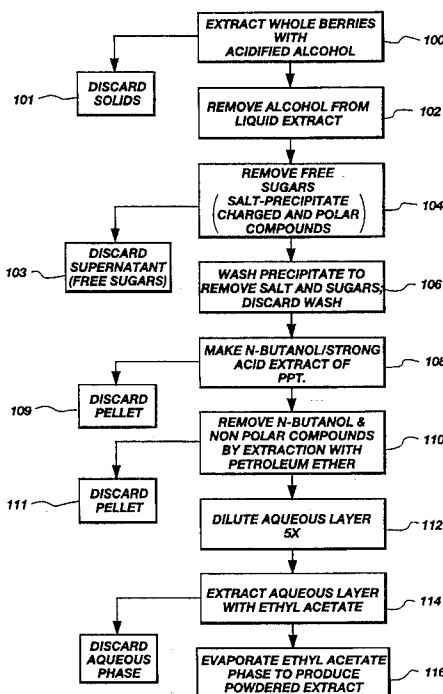 EXTRACT WHOLE BERRIES
WITH
ACIDIFIED ALCOHOL
100
101
DISCARD
SOLIDS
REMOVE ALCOHOL FROM
LIQUID EXTRACT
102
REMOVE FREE
SUGARS
(SALT-PRECIPITATE
CHARGED AND POLAR
COMPOUNDS)
104
103
DISCARD
SUPERNATANT
(FREE SUGARS)
WASH PRECIPITATE TO
REMOVE SALT AND SUGARS;
DISCARD WASH
106
MAKE N-BUTANOL/STRONG
ACID EXTRACT OF
PPT.
108
109
DISCARD
PELLET
REMOVE N-BUTANOL &
NON POLAR COMPOUNDS
BY EXTRACTION WITH
PETROLEUM ETHER
110
111
DISCARD
PELLET
DILUTE AQUEOUS LAYER
5X
112
EXTRACT AQUEOUS LAYER
WITH ETHYL ACETATE
114
DISCARD
AQUEOUS
PHASE
EVAPORATE ETHYL ACETATE
PHASE TO PRODUCE
POWDERED EXTRACT
116